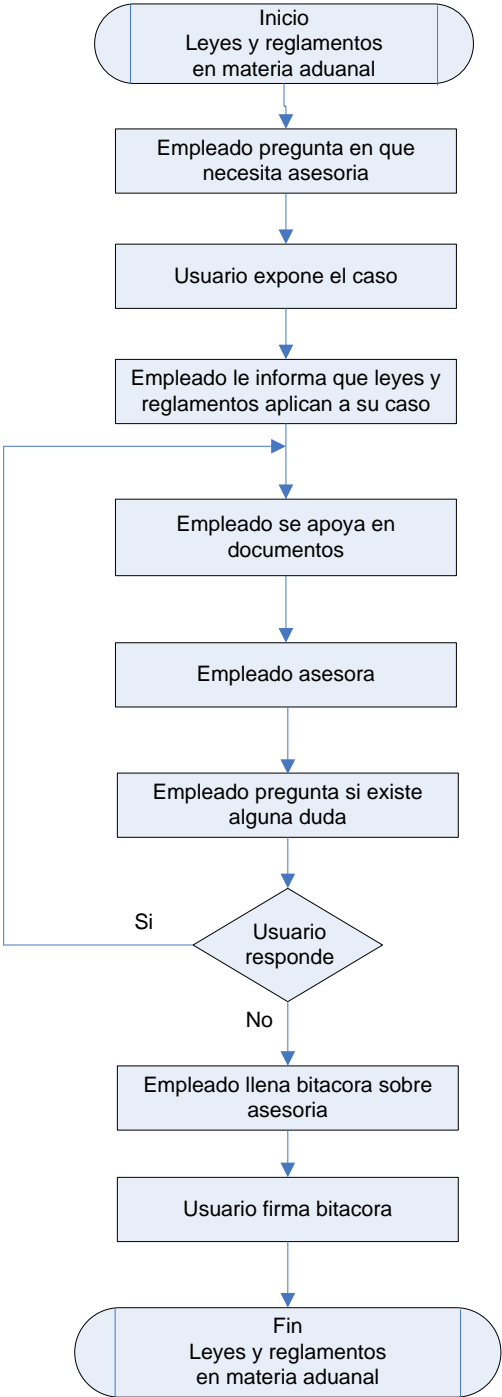 Inicio
Leyes y reglamentos
en materia aduanal
Empleado pregunta en que
necesita asesoria
Usuario expone el caso
Empleado le informa que leyes y
reglamentos aplican a su caso
Empleado se apoya en
documentos
Empleado asesora
Empleado pregunta si existe
alguna duda
Si
Usuario
responde
No
Empleado llena bitacora sobre
asesoria
Usuario firma bitacora
Fin
Leyes y reglamentos
en materia aduanal